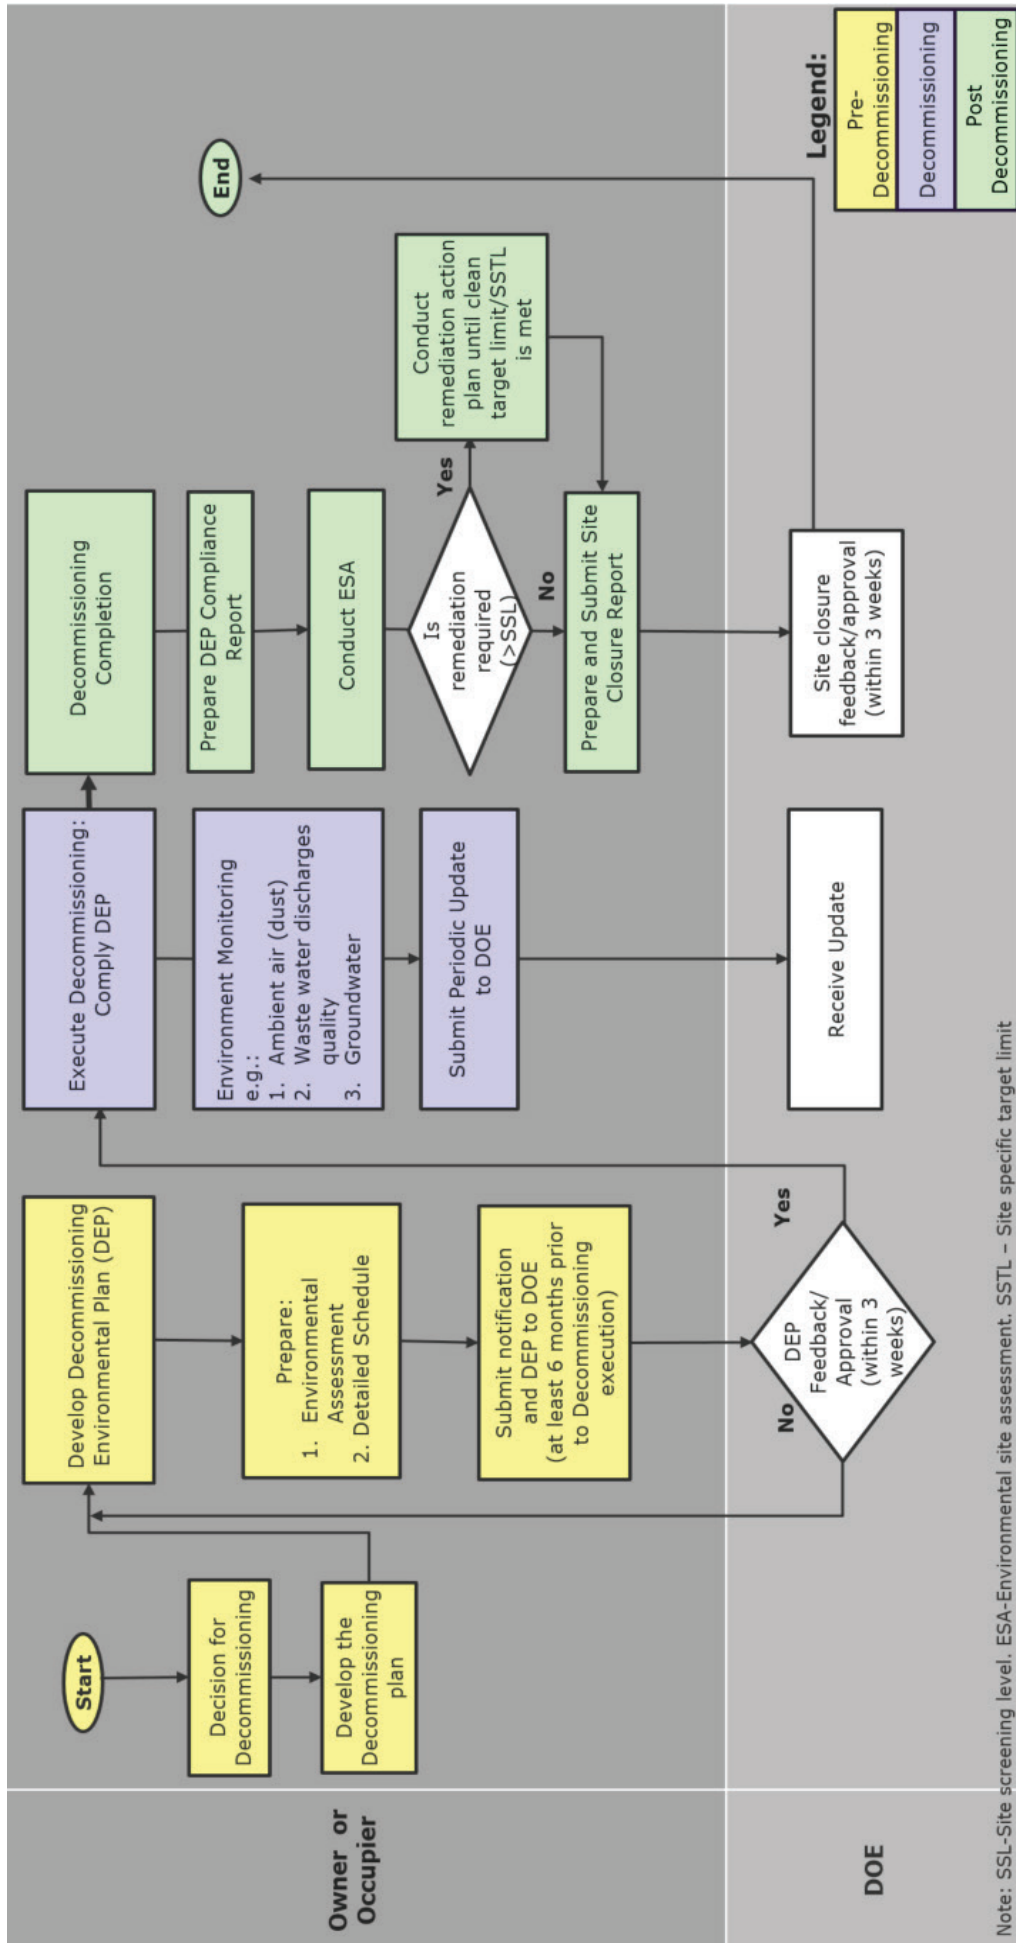 Owner or
Occupier
Start
Decision for
Decommissioning
Develop the
Decommissioning
plan
Develop Decommissioning
Environmental Plan (DEP)
Prepare:
1. Environmental
Assessment
2. Detailed Schedule
Submit notification
and DEP to DOE
(at least 6 months prior
to Decommissioning
execution)
Execute Decommissioning:
Comply DEP
Environment Monitoring
e.g.:
1. Ambient air (dust)
2. Waste water discharges
quality
3. Groundwater
Submit Periodic Update
to DOE
Decommissioning
Completion
Prepare DEP Compliance
Report
Conduct ESA
Is
remediation
required
(>SSL)
Yes
No
Conduct
remediation action
plan until clean
target limit/SSTL
is met
Prepare and Submit Site
Closure Report
End
DOE
No
DEP
Feedback/
Approval
(within 3
weeks)
Yes
Receive Update
Site closure
feedback/approval
(within 3 weeks)
Legend:
Pre-
Decommissioning
Decommissioning
Post
Decommissioning
Note: SSL-Site screening level. ESA-Environmental site assessment. SSTL – Site specific target limit